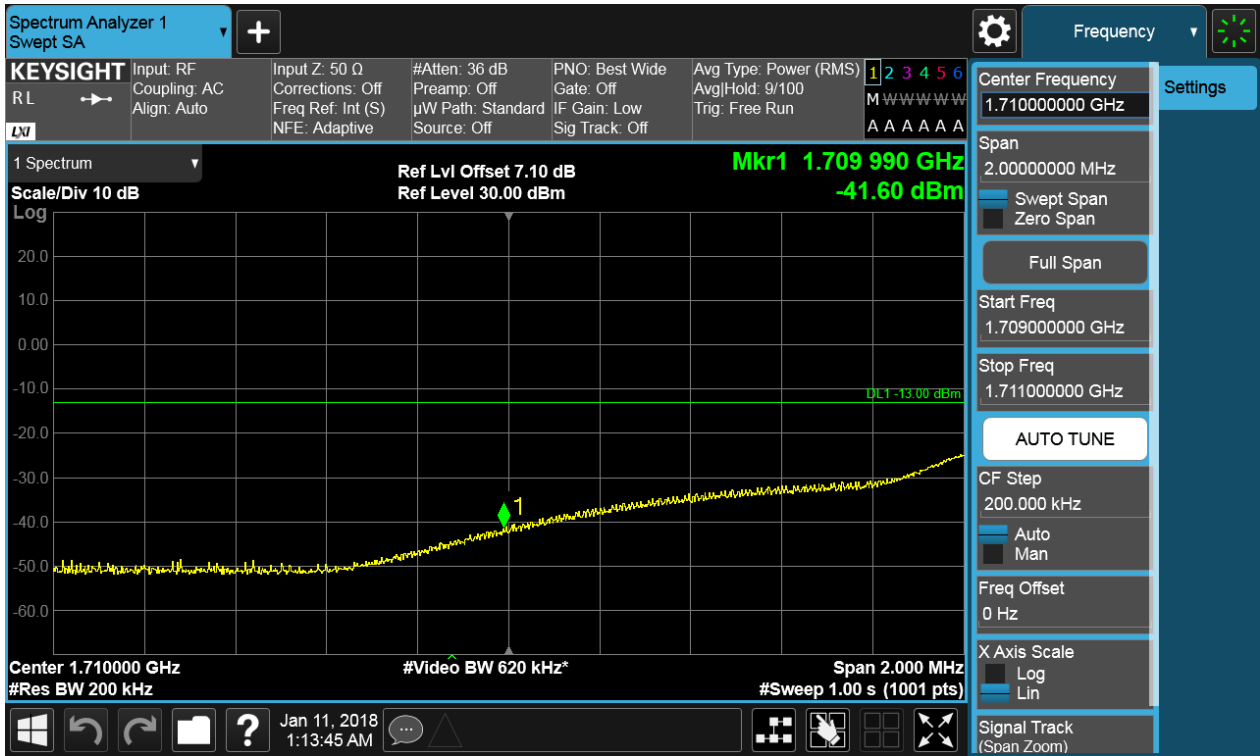 Spectrum Analyzer 1
Swept SA
+
Frequency
KEYSIGHT
R L
LXI
Input: RF
Coupling: AC
Align: Auto
Input Z: 50 Ω
Corrections: Off
Freq Ref: Int (S)
NFE: Adaptive
#Atten: 36 dB
Preamp: Off
µW Path: Standard
Source: Off
PNO: Best Wide
Gate: Off
IF Gain: Low
Sig Track: Off
Avg Type: Power (RMS)
Avg|Hold: 9/100
Trig: Free Run
1 2 3 4 5 6
M W W W W W
A A A A A A
1 Spectrum
Scale/Div 10 dB
Ref Lvl Offset 7.10 dB
Ref Level 30.00 dBm
Mkr1 1.709 990 GHz
-41.60 dBm
Log
20.0
10.0
0.00
-10.0
-20.0
-30.0
-40.0
-50.0
-60.0
DL1 -13.00 dBm
1
Center 1.710000 GHz
#Res BW 200 kHz
#Video BW 620 kHz*
Span 2.000 MHz
#Sweep 1.00 s (1001 pts)
Center Frequency
1.710000000 GHz
Span
2.00000000 MHz
Swept Span
Zero Span
Full Span
Start Freq
1.709000000 GHz
Stop Freq
1.711000000 GHz
AUTO TUNE
CF Step
200.000 kHz
Auto
Man
Freq Offset
0 Hz
X Axis Scale
Log
Lin
Signal Track
(Span Zoom)
Settings
?
Jan 11, 2018
1:13:45 AM